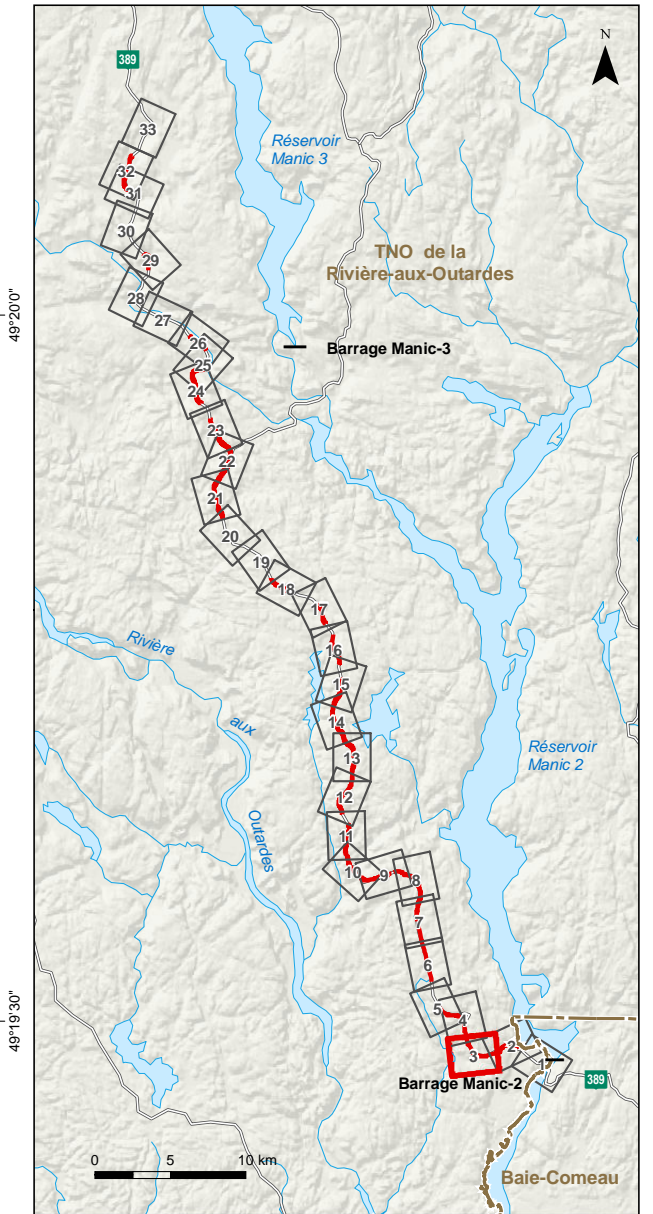 N
389
33
Réservoir
Manic 3
32
31
30
TNO de la
Rivière-aux-Outardes
29
28
49°20'0"
27
26
Barrage Manic-3
25
24
23
22
21
20
19
18
17
Rivière
16
15
aux
14
Réservoir
Manic 2
13
12
Outardes
11
10
9
8
7
6
5
4
49°19'30"
3
2
1
389
Barrage Manic-2
0 5 10 km
Baie-Comeau